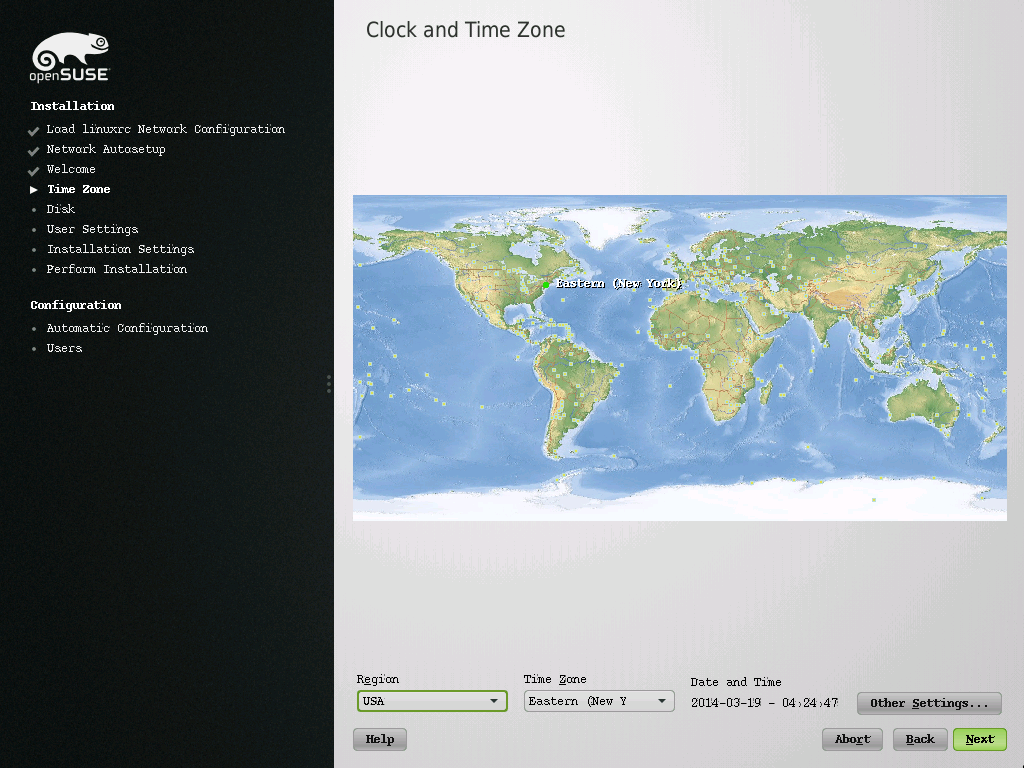 openSUSE
Clock and Time Zone
Installation
Load linuxrc Network Configuration
Network Autosetup
Welcome
Time Zone
Disk
User Settings
Installation Settings
Perform Installation
Configuration
Automatic Configuration
Users
Eastern (New York)
Region
Time Zone
Date and Time
USA
Eastern (New Y
2014-03-19 - 04:24:47
Other Settings...
Help
Abort
Back
Next